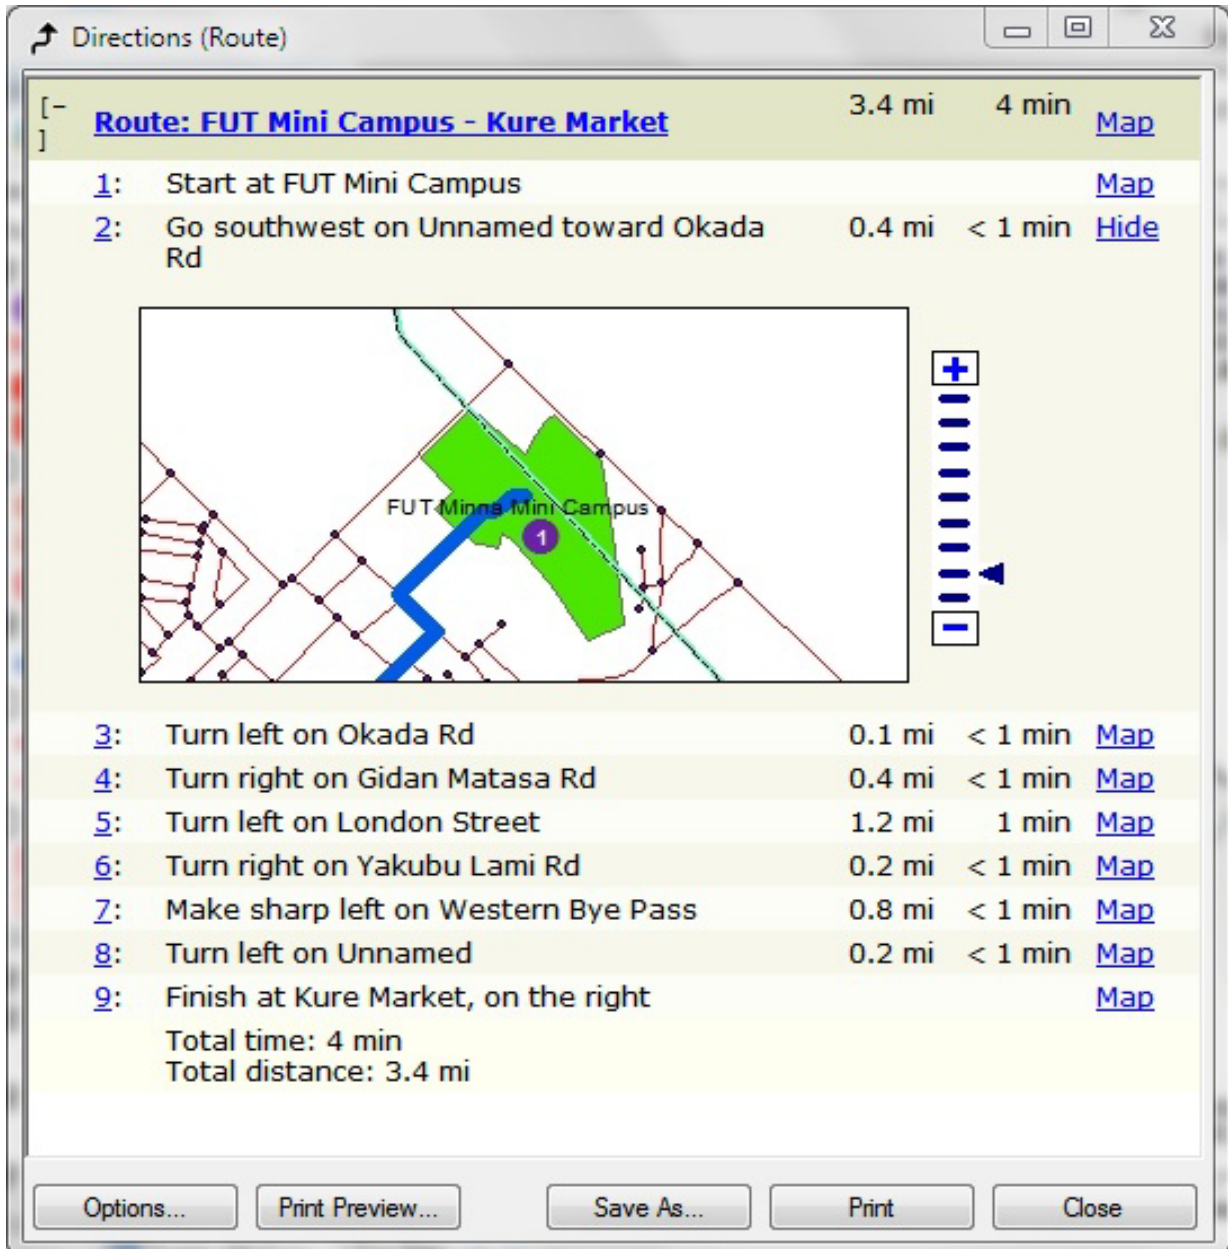 Directions (Route)
[-
]
Route: FUT Mini Campus - Kure Market 3.4 mi 4 min Map
1: Start at FUT Mini Campus Map
2: Go southwest on Unnamed toward Okada 0.4 mi < 1 min Hide
Rd
+
FUT Minna Mini Campus
1
−
3: Turn left on Okada Rd 0.1 mi < 1 min Map
4: Turn right on Gidan Matasa Rd 0.4 mi < 1 min Map
5: Turn left on London Street 1.2 mi 1 min Map
6: Turn right on Yakubu Lami Rd 0.2 mi < 1 min Map
7: Make sharp left on Western Bye Pass 0.8 mi < 1 min Map
8: Turn left on Unnamed 0.2 mi < 1 min Map
9: Finish at Kure Market, on the right Map
Total time: 4 min
Total distance: 3.4 mi
Options... Print Preview... Save As... Print Close